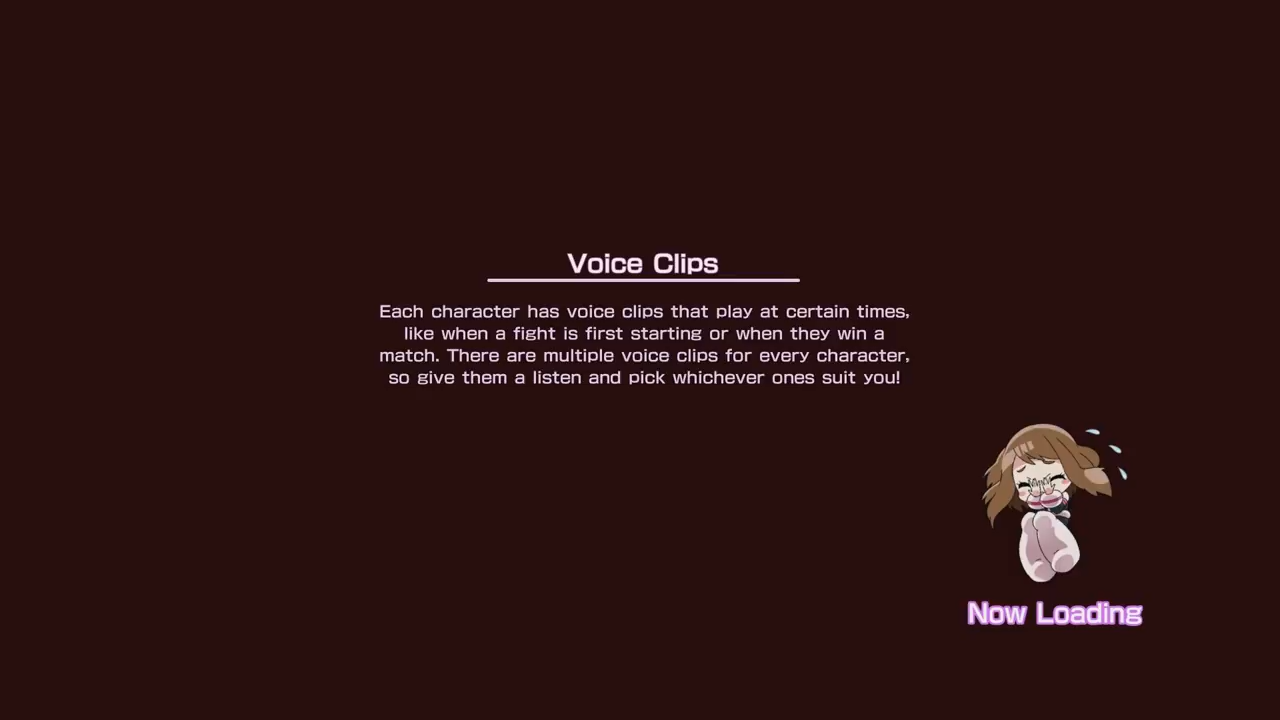 Voice Clips
Each character has voice clips that play at certain times,
like when a fight is first starting or when they win a
match. There are multiple voice clips for every character,
so give them a listen and pick whichever ones suit you!
Now Loading